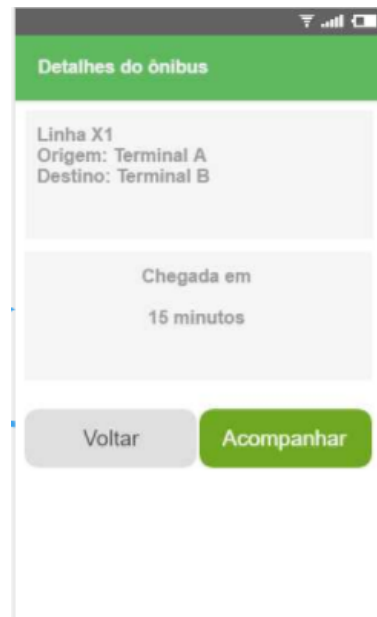 Detalhes do ônibus
Linha X1
Origem: Terminal A
Destino: Terminal B
Chegada em
15 minutos
Voltar
Acompanhar